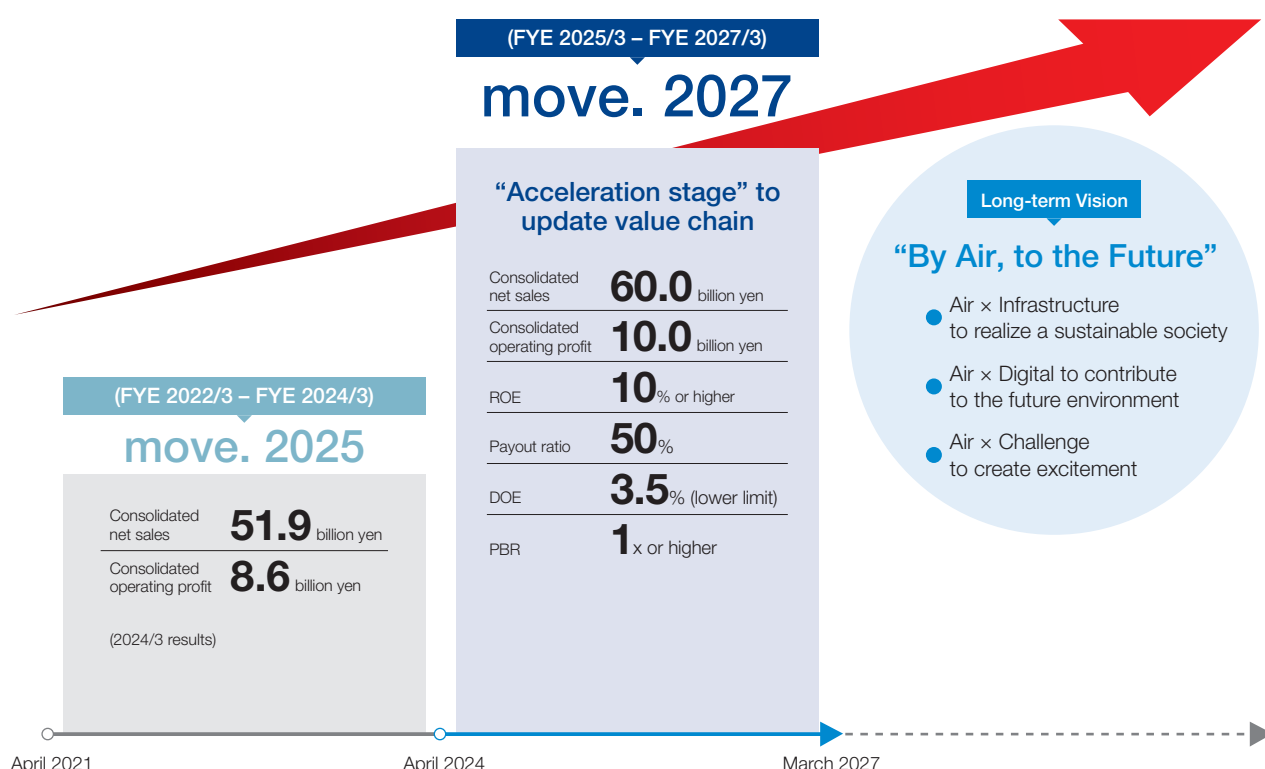 (FYE 2025/3 – FYE 2027/3)
move. 2027
“Acceleration stage” to
update value chain
Consolidated
net sales 60.0 billion yen
Consolidated
operating profit 10.0 billion yen
ROE 10% or higher
Payout ratio 50%
DOE 3.5% (lower limit)
PBR 1x or higher
(FYE 2022/3 – FYE 2024/3)
move. 2025
Consolidated
net sales 51.9 billion yen
Consolidated
operating profit 8.6 billion yen
(2024/3 results)
Long-term Vision
“By Air, to the Future”
Air × Infrastructure
to realize a sustainable society
Air × Digital to contribute
to the future environment
Air × Challenge
to create excitement
April 2021
April 2024
March 2027